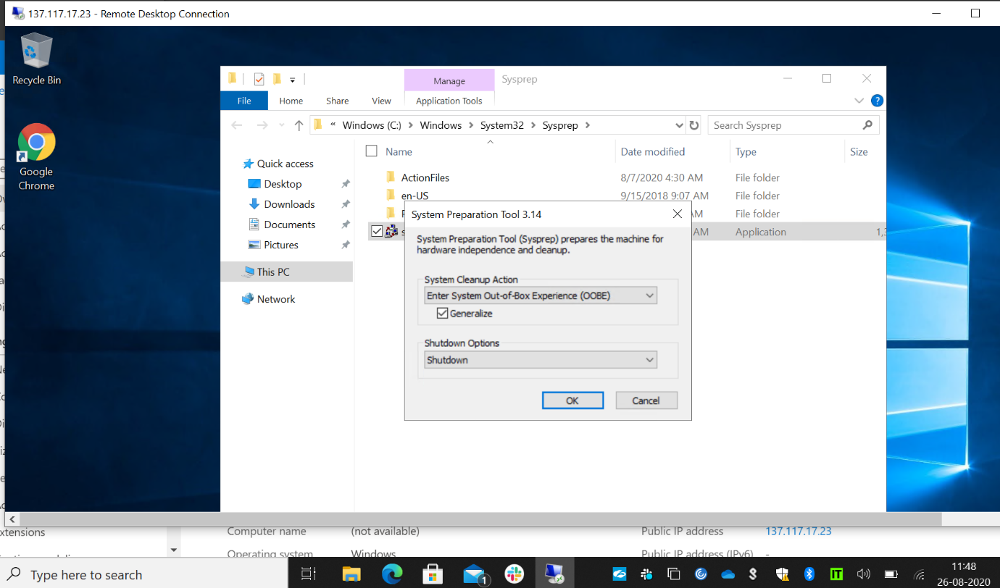 137.117.17.23 - Remote Desktop Connection
Recycle Bin
Google
Chrome
Manage
Sysprep
File
Home
Share
View
Application Tools
«
Windows (C:)
Windows
System32
Sysprep
Search Sysprep
Name
Date modified
Type
Size
Quick access
Desktop
Downloads
Documents
Pictures
This PC
Network
ActionFiles
8/7/2020 4:30 AM
File folder
en-US
9/15/2018 9:07 AM
File folder
AM
File folder
AM
Application
1,3
System Preparation Tool 3.14
System Preparation Tool (Sysprep) prepares the machine for
hardware independence and cleanup.
System Cleanup Action
Enter System Out-of-Box Experience (OOBE)
Generalize
Shutdown Options
Shutdown
OK
Cancel
xtensions
Computer name
(not available)
Public IP address
137.117.17.23
Operating system
Windows
Public IP address (IPv6)
-
Type here to search
1
11:48
26-08-2020